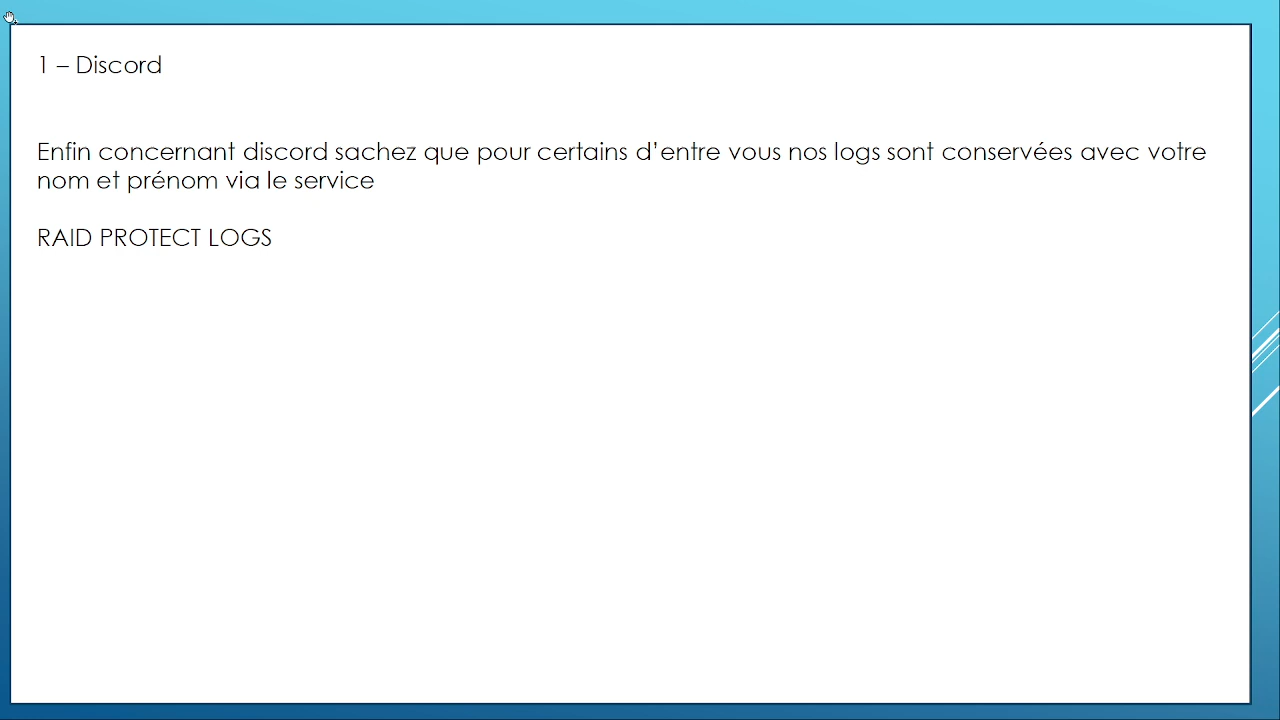 1 – Discord
Enfin concernant discord sachez que pour certains d’entre vous nos logs sont conservées avec votre
nom et prénom via le service
RAID PROTECT LOGS